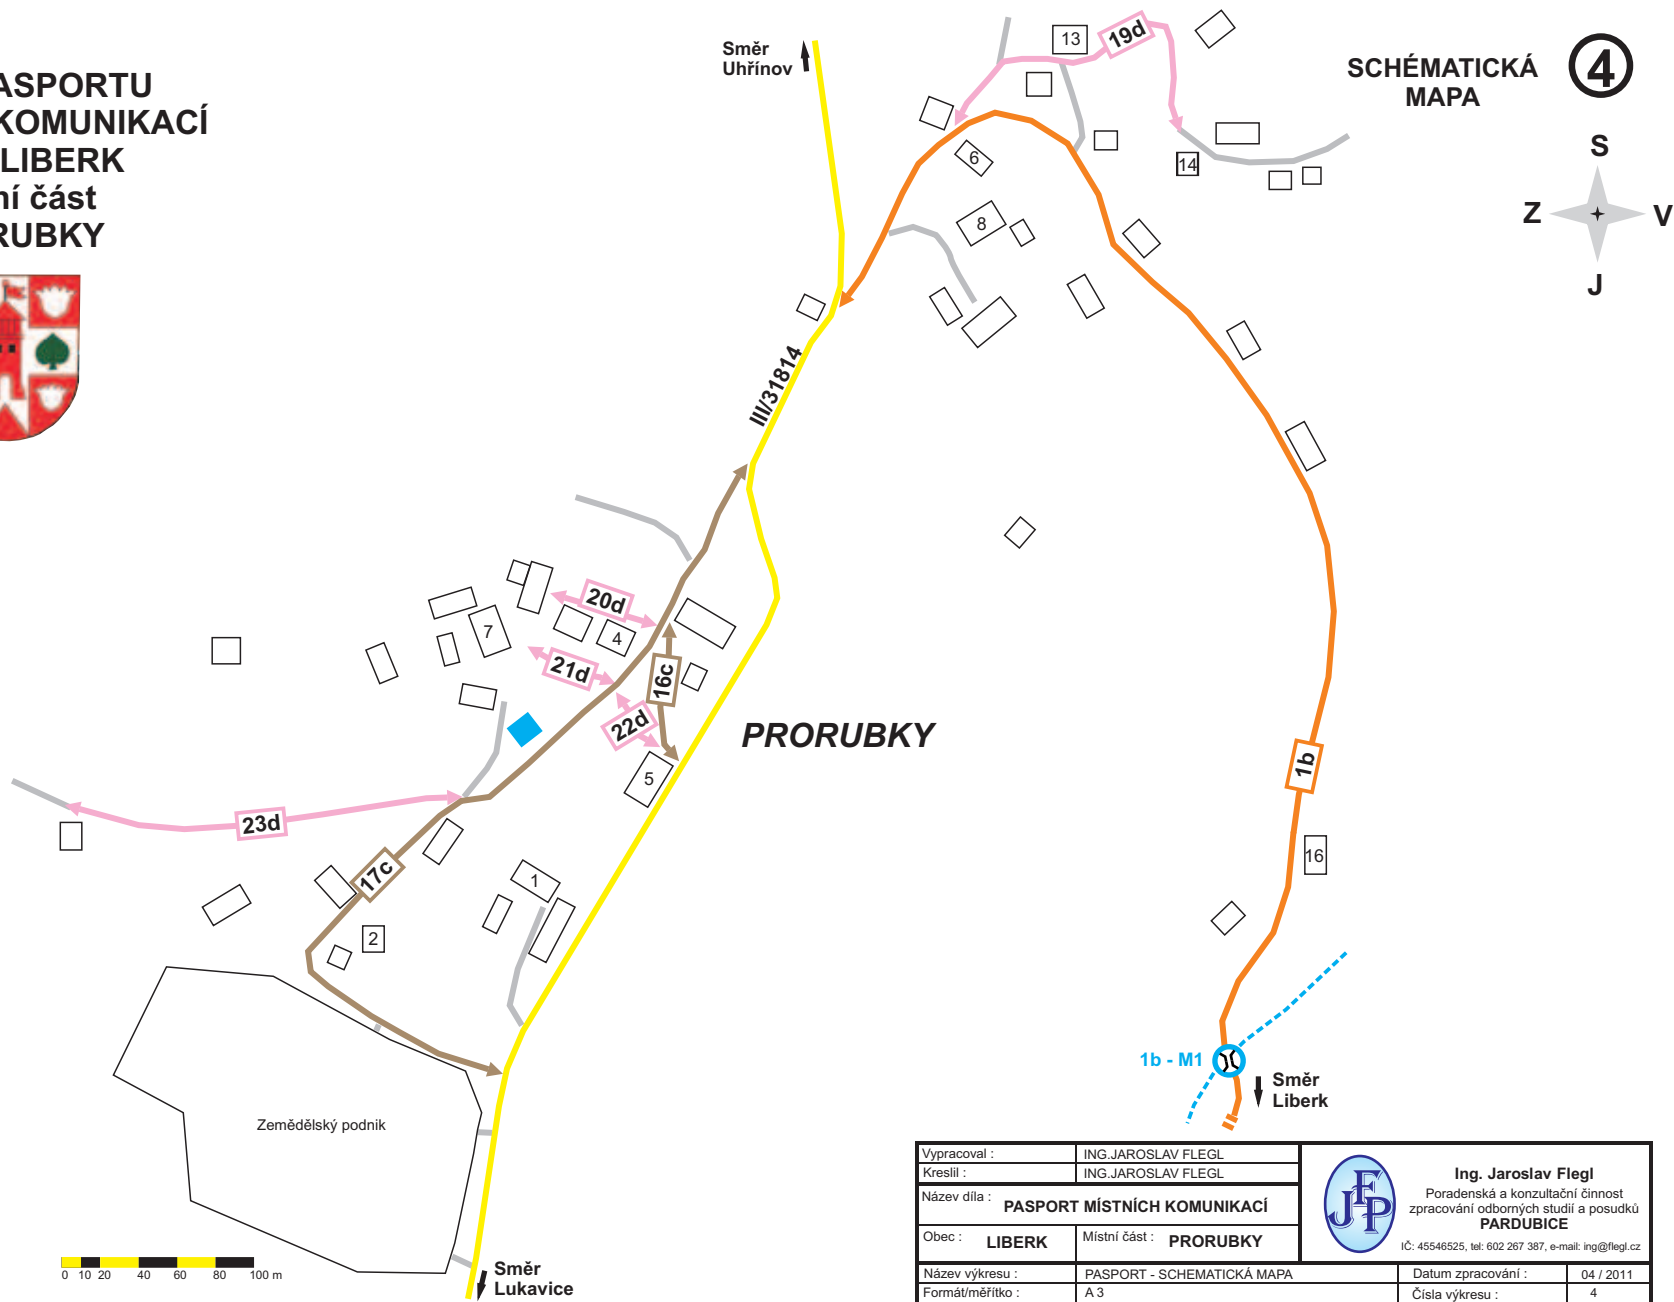 ASPORTU
KOMUNIKACÍ
LIBERK
ní část
RUBKY
Směr
Uhřínov
13
19d
SCHÉMATICKÁ
MAPA
4
S
Z
V
J
6
14
8
III/31814
20d
4
7
21d
16c
22d
PRORUBKY
5
1b
23d
17c
16
1
2
1b - M1
Směr
Liberk
Zemědělský podnik
0 10 20 40 60 80 100 m
Směr
Lukavice
Vypracoval : ING.JAROSLAV FLEGL
Kreslil : ING.JAROSLAV FLEGL
Název díla : PASPORT MÍSTNÍCH KOMUNIKACÍ
Obec : LIBERK Místní část : PRORUBKY
JFP
Ing. Jaroslav Flegl
Poradenská a konzultační činnost
zpracování odborných studií a posudků
PARDUBICE
IČ: 45546525, tel: 602 267 387, e-mail: ing@flegl.cz
Název výkresu : PASPORT - SCHEMATICKÁ MAPA Datum zpracování : 04 / 2011
Formát/měřítko : A 3 Čísla výkresu : 4